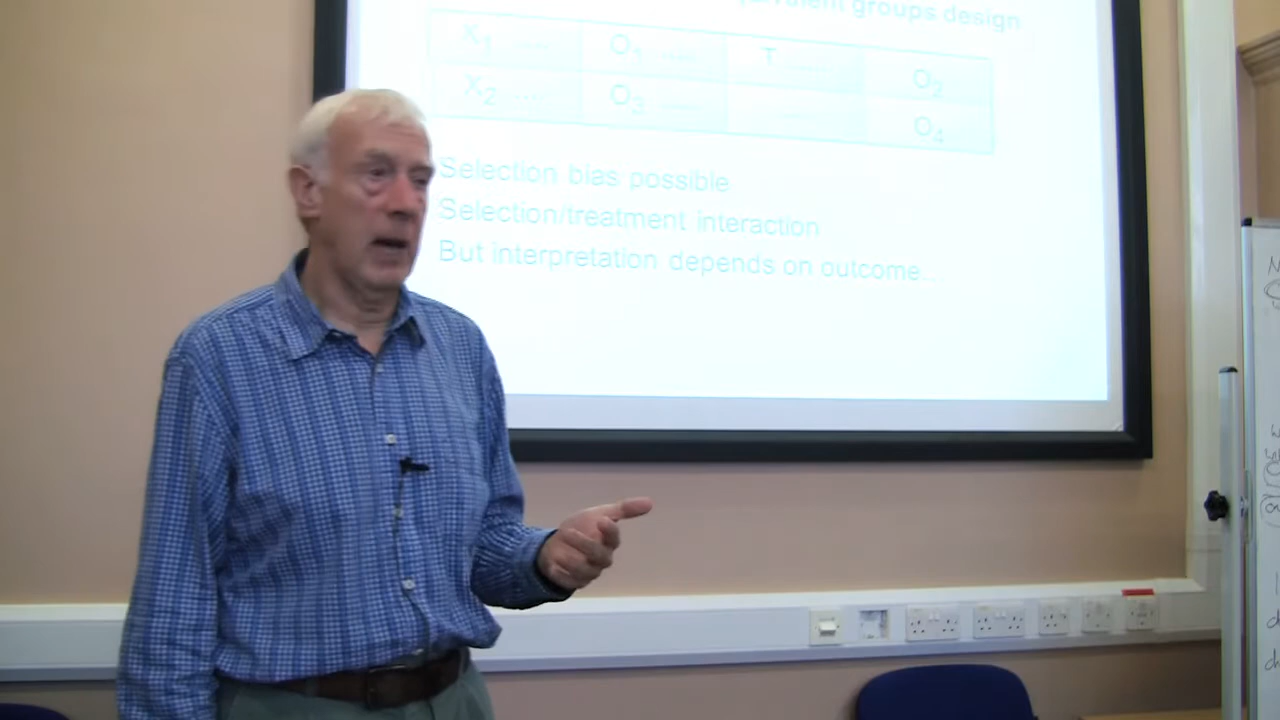 equivalent groups design
X1 ...... O1 ...... T ...... O2
X2 ...... O3 ...... ...... O4
Selection bias possible
Selection/treatment interaction
But interpretation depends on outcome...